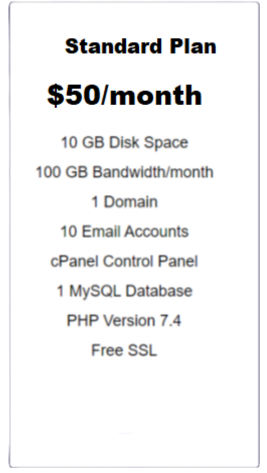 Standard Plan
$50/month
10 GB Disk Space
100 GB Bandwidth/month
1 Domain
10 Email Accounts
cPanel Control Panel
1 MySQL Database
PHP Version 7.4
Free SSL